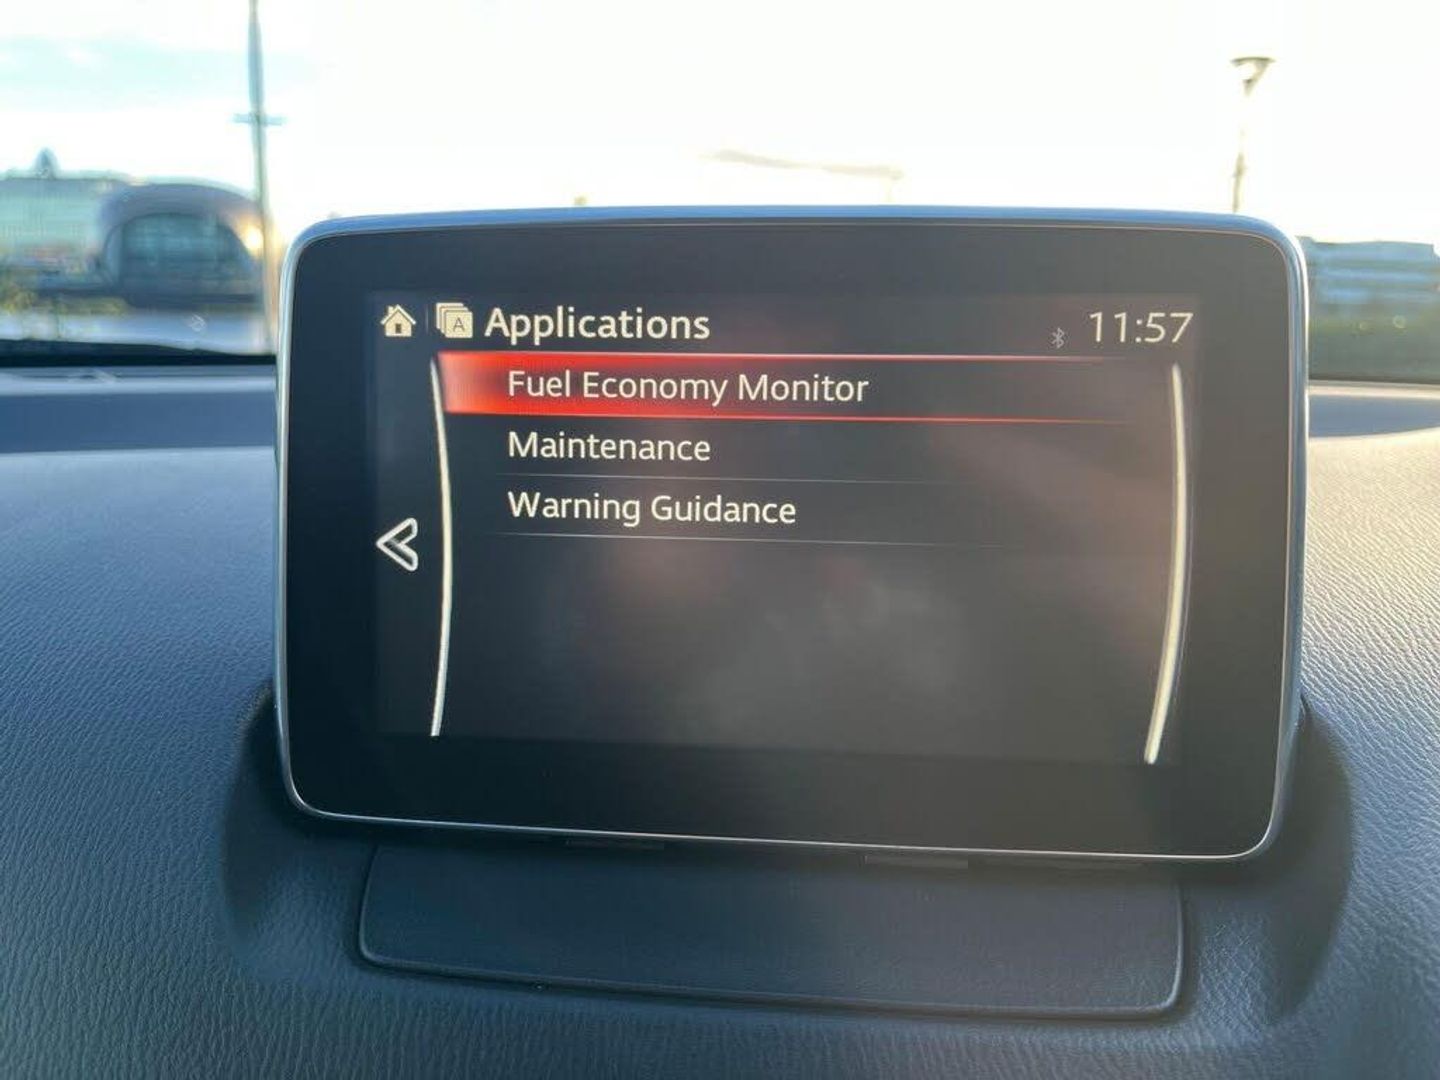 A Applications 11:57
Fuel Economy Monitor
Maintenance
Warning Guidance